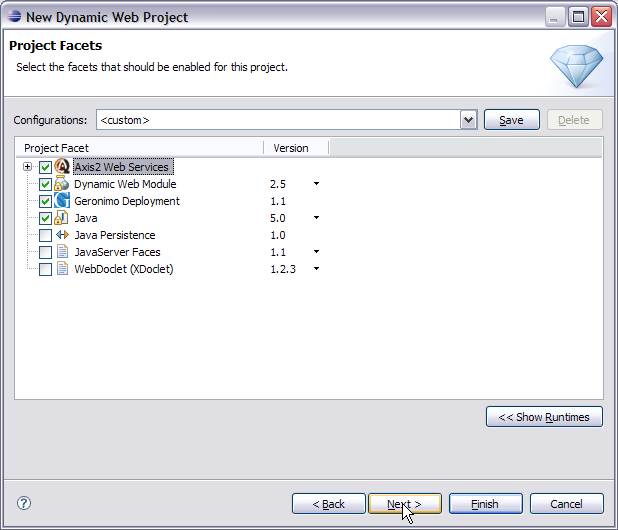 New Dynamic Web Project
Project Facets
Select the facets that should be enabled for this project.
Configurations: <custom> Save Delete
Project Facet Version
Axis2 Web Services
Dynamic Web Module 2.5
Geronimo Deployment 1.1
Java 5.0
Java Persistence 1.0
JavaServer Faces 1.1
WebDoclet (XDoclet) 1.2.3
<< Show Runtimes
? < Back Next > Finish Cancel